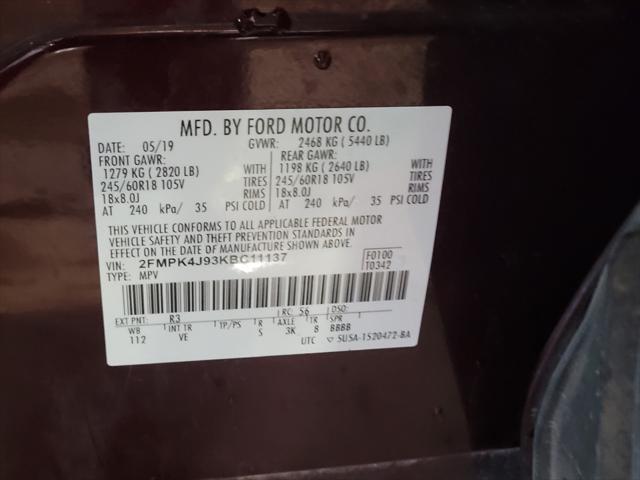 MFD. BY FORD MOTOR CO.
DATE: 05/19 GVWR: 2468 KG ( 5440 LB)
FRONT GAWR: REAR GAWR:
1279 KG ( 2820 LB) WITH 1198 KG ( 2640 LB) WITH
245/60R18 105V TIRES 245/60R18 105V TIRES
18x8.0J RIMS 18x8.0J RIMS
AT 240 kPa/ 35 PSI COLD AT 240 kPa/ 35 PSI COLD
THIS VEHICLE CONFORMS TO ALL APPLICABLE FEDERAL MOTOR
VEHICLE SAFETY AND THEFT PREVENTION STANDARDS IN
EFFECT ON THE DATE OF MANUFACTURE SHOWN ABOVE.
VIN: 2FMPK4J93KBC11137 F0100
TYPE: MPV T0342
EXT PNT: R3 RC: 56 DSO:
WB INT TR TP/PS R AXLE TR SPR
112 VE S 3K 8 BBBB
UTC 5U5A-1520472-BA